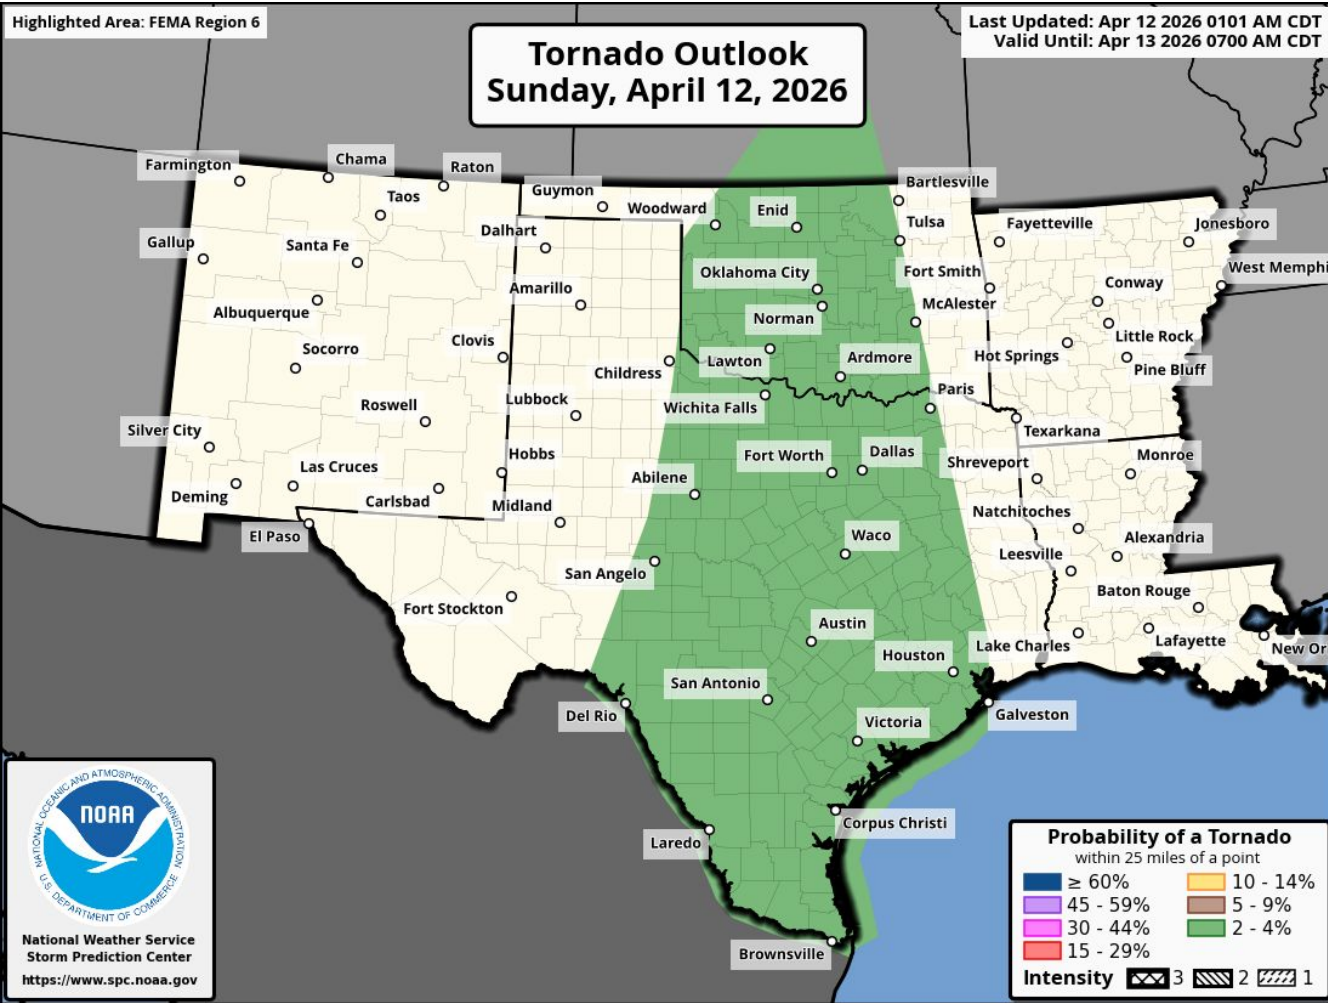 Highlighted Area: FEMA Region 6
Last Updated: Apr 12 2026 0101 AM CDT
Valid Until: Apr 13 2026 0700 AM CDT
Tornado Outlook
Sunday, April 12, 2026
Farmington
Chama
Raton
Taos
Guymon
Woodward
Enid
Bartlesville
Gallup
Santa Fe
Dalhart
Tulsa
Fayetteville
Jonesboro
Oklahoma City
Fort Smith
West Memphi
Albuquerque
Amarillo
Norman
McAlester
Conway
Socorro
Clovis
Childress
Lawton
Ardmore
Hot Springs
Little Rock
Pine Bluff
Roswell
Lubbock
Wichita Falls
Paris
Texarkana
Silver City
Las Cruces
Hobbs
Abilene
Fort Worth
Dallas
Shreveport
Monroe
Deming
Carlsbad
Midland
Natchitoches
El Paso
San Angelo
Waco
Leesville
Alexandria
Fort Stockton
Austin
Baton Rouge
Houston
Lake Charles
Lafayette
New Or
San Antonio
Del Rio
Victoria
Galveston
Laredo
Corpus Christi
Brownsville
NATIONAL OCEANIC AND ATMOSPHERIC ADMINISTRATION
NOAA
U.S. DEPARTMENT OF COMMERCE
National Weather Service
Storm Prediction Center
https://www.spc.noaa.gov
Probability of a Tornado
within 25 miles of a point
≥ 60% 10 - 14%
45 - 59% 5 - 9%
30 - 44% 2 - 4%
15 - 29%
Intensity 3 2 1